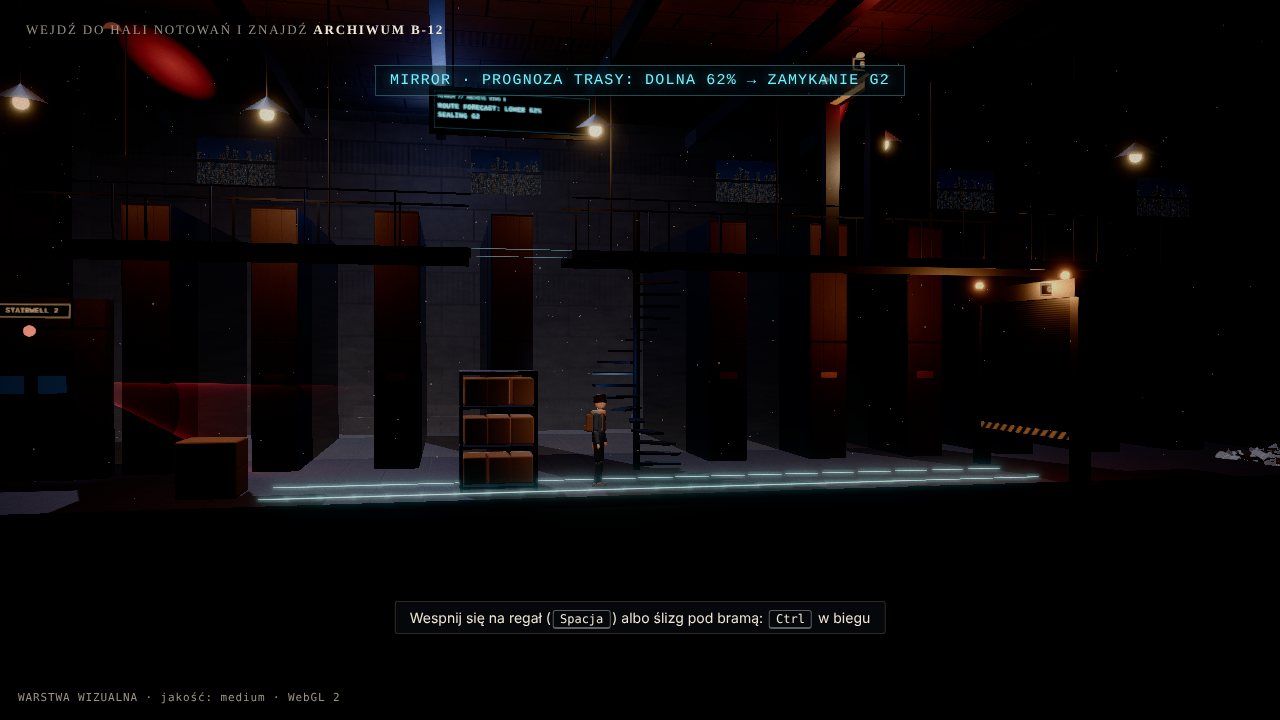 WEJDŹ DO HALI NOTOWAŃ I ZNAJDŹ ARCHIWUM B-12
MIRROR · PROGNOZA TRASY: DOLNA 62% → ZAMYKANIE G2
ROUTE FORECAST: LOWER 62%
SEALING G2
STAIRWELL 2
Wespnij się na regał (Spacja) albo ślizg pod bramą: Ctrl w biegu
WARSTWA WIZUALNA · jakość: medium · WebGL 2